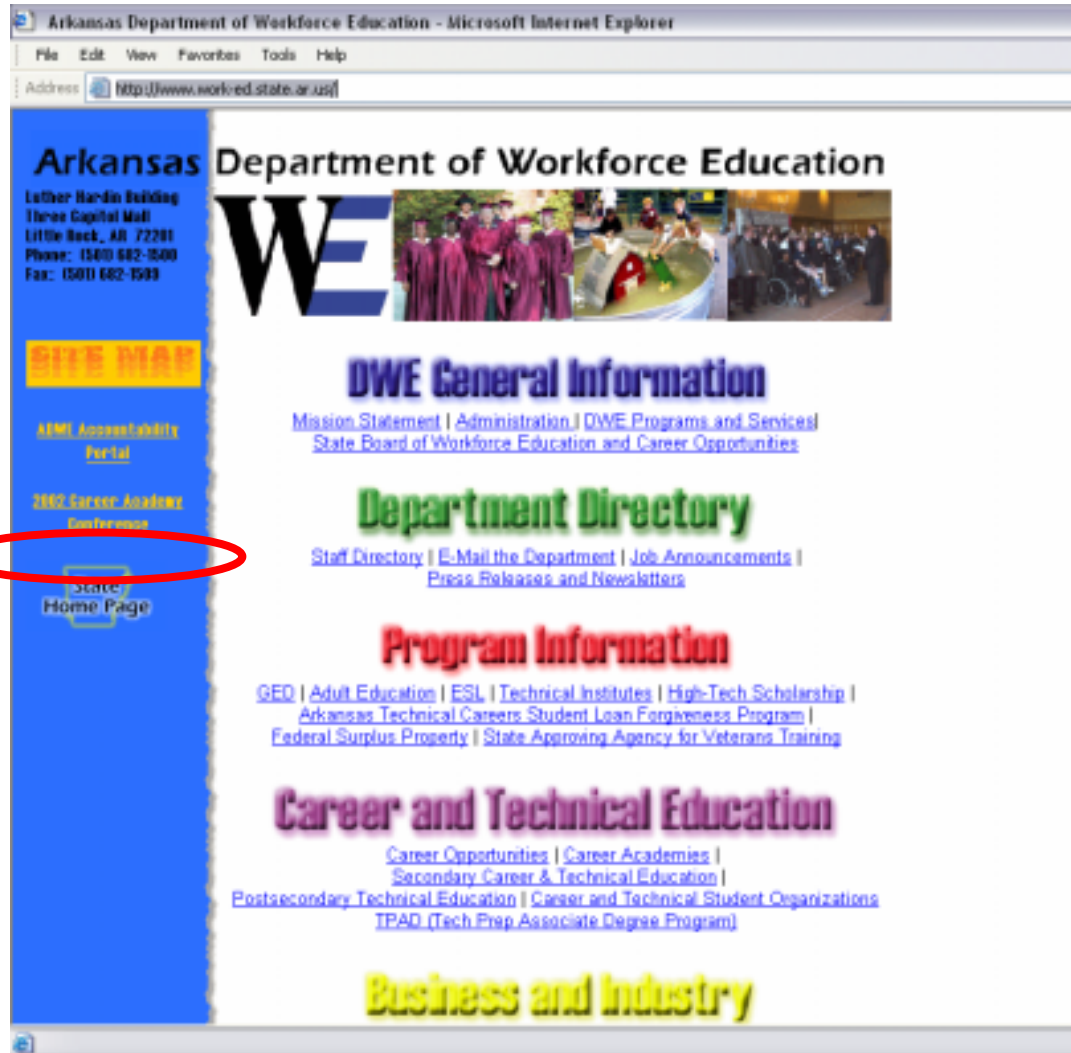 Arkansas Department of Workforce Education - Microsoft Internet Explorer
File Edit View Favorites Tools Help
Address http://www.work-ed.state.ar.us/
Arkansas Department of Workforce Education
Luther Hardin Building
Three Capitol Mall
Little Rock, AR 72201
Phone: (501) 682-1500
Fax: (501) 682-1509
WE
SITE MAP
ADWE Accountability
Portal
2002 Career Academy
Conference
State
Home Page
DWE General Information
Mission Statement | Administration | DWE Programs and Services|
State Board of Workforce Education and Career Opportunities
Department Directory
Staff Directory | E-Mail the Department | Job Announcements |
Press Releases and Newsletters
Program Information
GED | Adult Education | ESL | Technical Institutes | High-Tech Scholarship |
Arkansas Technical Careers Student Loan Forgiveness Program |
Federal Surplus Property | State Approving Agency for Veterans Training
Career and Technical Education
Career Opportunities | Career Academies |
Secondary Career & Technical Education |
Postsecondary Technical Education | Career and Technical Student Organizations
TPAD (Tech Prep Associate Degree Program)
Business and Industry